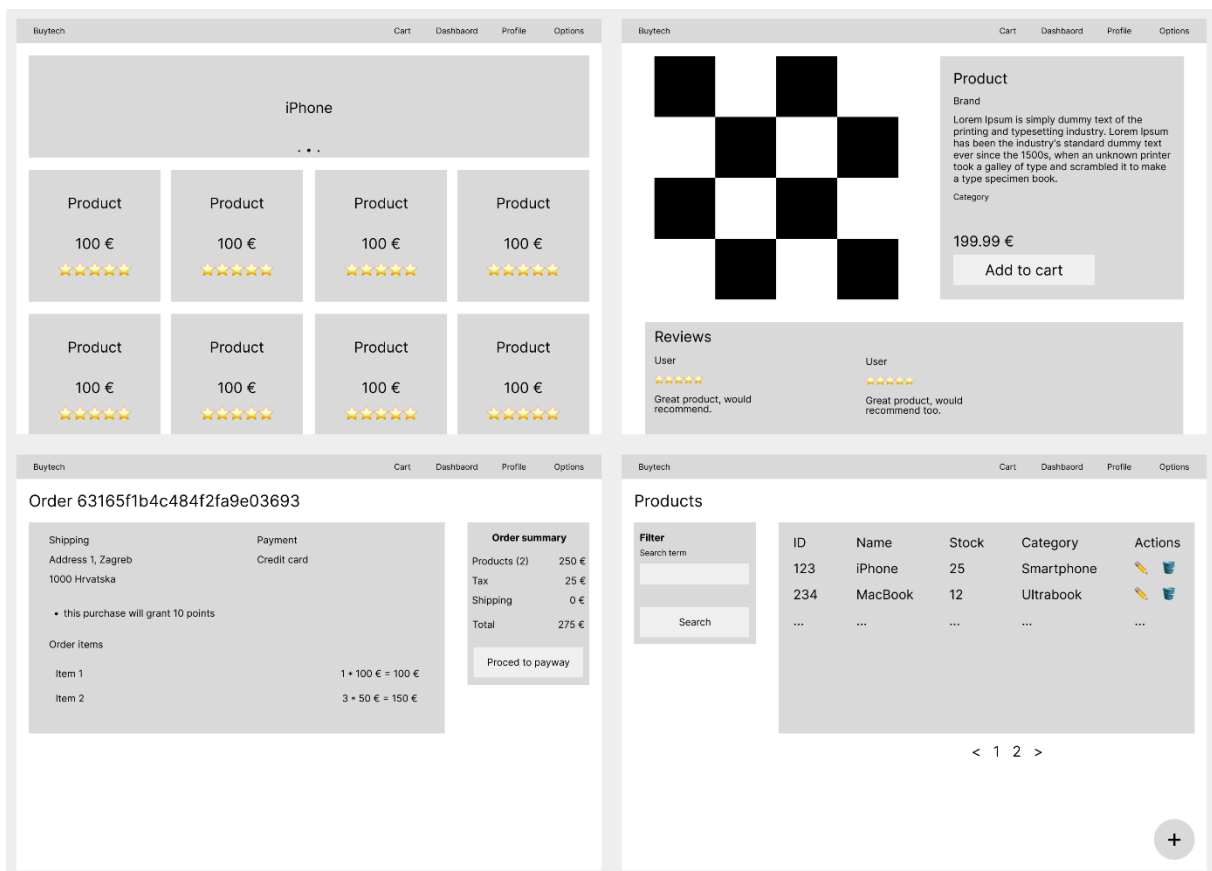 Buytech Cart Dashbaord Profile Options
iPhone
Product Product Product Product
100 € 100 € 100 € 100 €
Product Product Product Product
100 € 100 € 100 € 100 €
Buytech Cart Dashbaord Profile Options
Product
Brand
Lorem Ipsum is simply dummy text of the
printing and typesetting industry. Lorem Ipsum
has been the industry's standard dummy text
ever since the 1500s, when an unknown printer
took a galley of type and scrambled it to make
a type specimen book.
Category
199.99 €
Add to cart
Reviews
User
Great product, would
recommend.
User
Great product, would
recommend too.
Buytech Cart Dashbaord Profile Options
Order 63165f1b4c484f2fa9e03693
Shipping Payment
Address 1, Zagreb Credit card
1000 Hrvatska
• this purchase will grant 10 points
Order items
Item 1 1 * 100 € = 100 €
Item 2 3 * 50 € = 150 €
Order summary
Products (2) 250 €
Tax 25 €
Shipping 0 €
Total 275 €
Proced to payway
Buytech Cart Dashbaord Profile Options
Products
Filter
Search term
Search
ID Name Stock Category Actions
123 iPhone 25 Smartphone
234 MacBook 12 Ultrabook
... ... ... ... ...
< 1 2 >
+